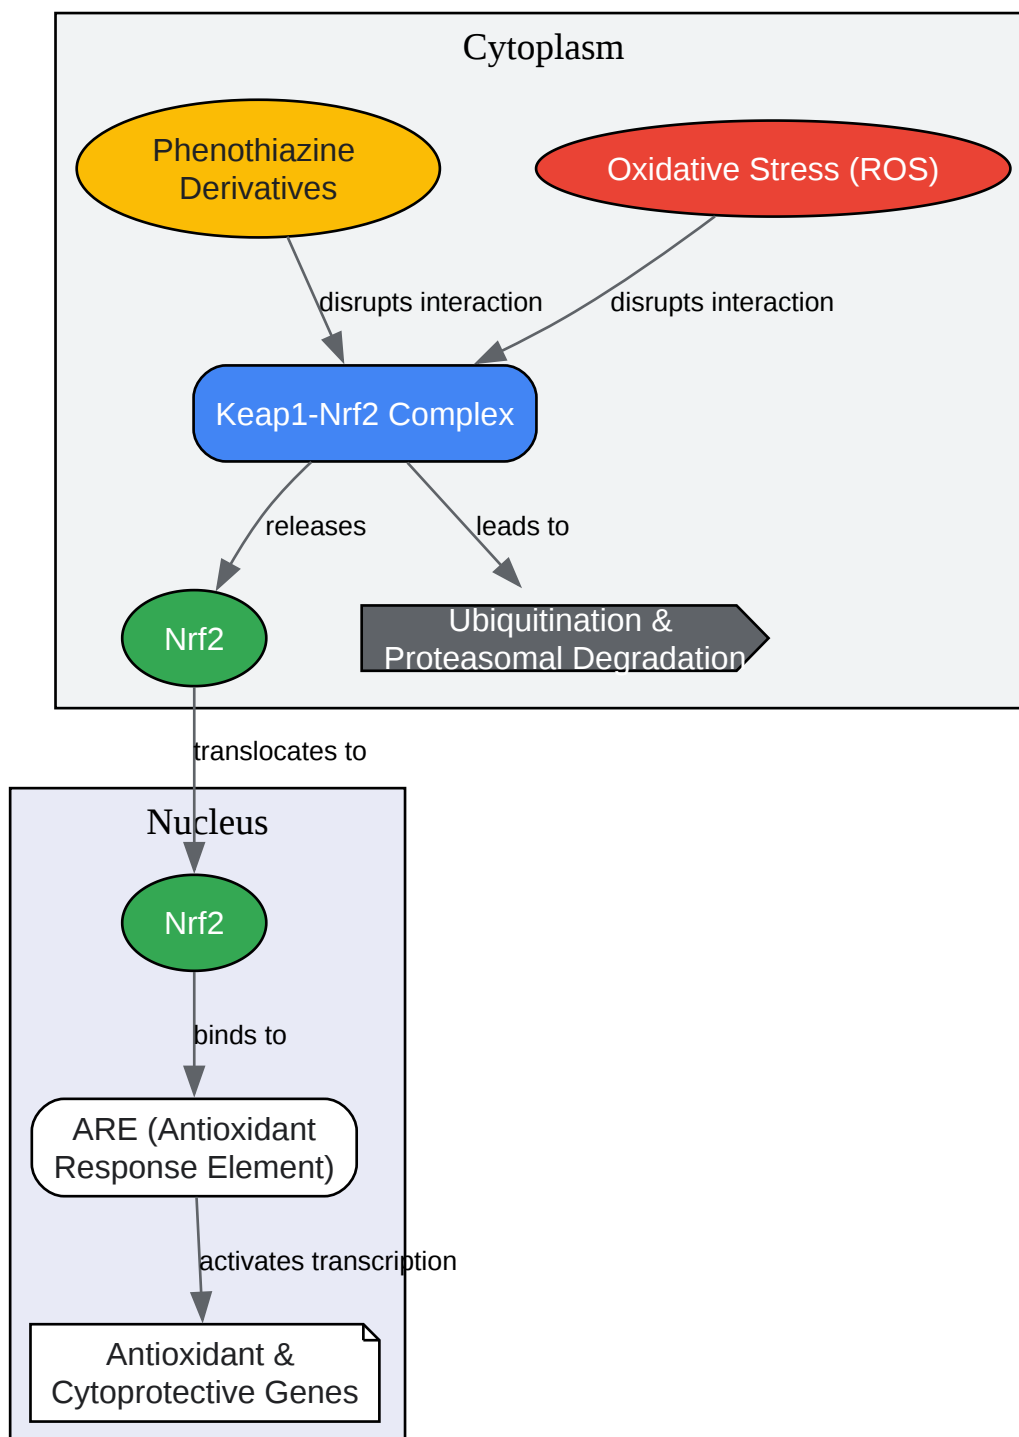 Cytoplasm
Phenothiazine
Derivatives
Oxidative Stress (ROS)
disrupts interaction
disrupts interaction
Keap1-Nrf2 Complex
releases
leads to
Nrf2
Ubiquitination &
Proteasomal Degradation
translocates to
Nucleus
Nrf2
binds to
ARE (Antioxidant
Response Element)
activates transcription
Antioxidant &
Cytoprotective Genes